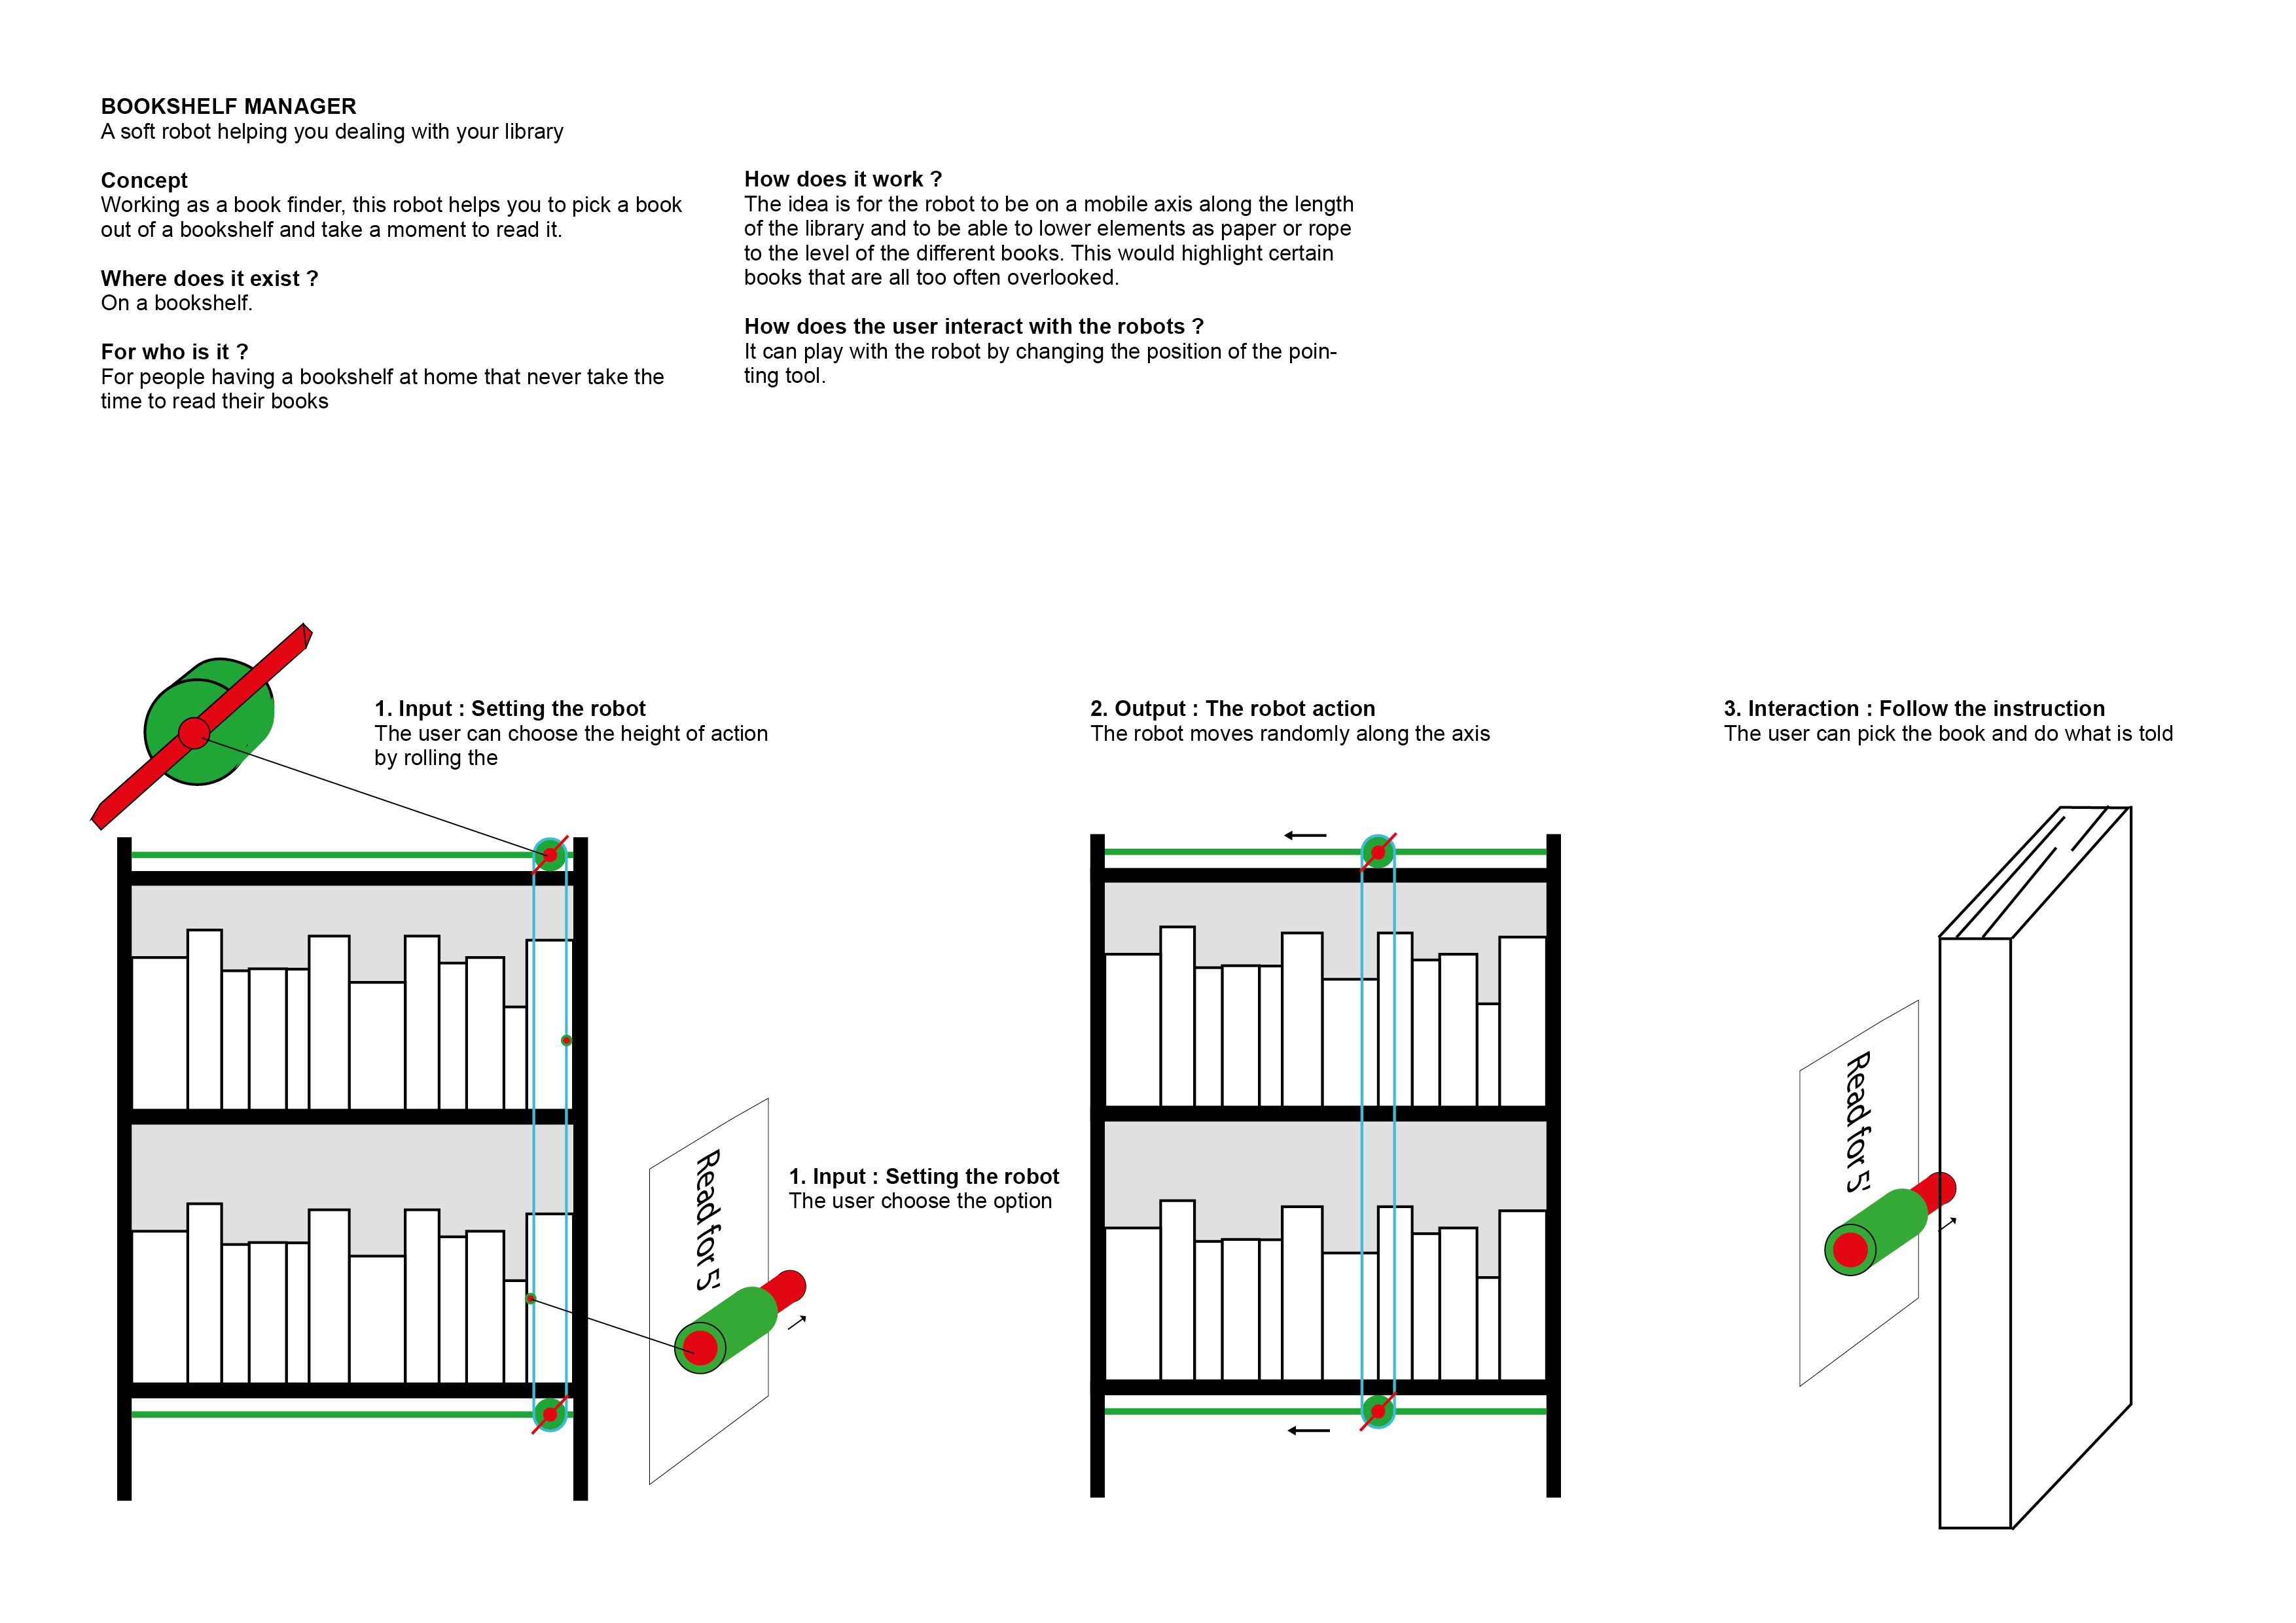 BOOKSHELF MANAGER
A soft robot helping you dealing with your library
Concept
Working as a book finder, this robot helps you to pick a book
out of a bookshelf and take a moment to read it.
Where does it exist ?
On a bookshelf.
For who is it ?
For people having a bookshelf at home that never take the
time to read their books
How does it work ?
The idea is for the robot to be on a mobile axis along the length
of the library and to be able to lower elements as paper or rope
to the level of the different books. This would highlight certain
books that are all too often overlooked.
How does the user interact with the robots ?
It can play with the robot by changing the position of the poin-
ting tool.
1. Input : Setting the robot
The user can choose the height of action
by rolling the
Read for 5'
1. Input : Setting the robot
The user choose the option
2. Output : The robot action
The robot moves randomly along the axis
3. Interaction : Follow the instruction
The user can pick the book and do what is told
Read for 5'